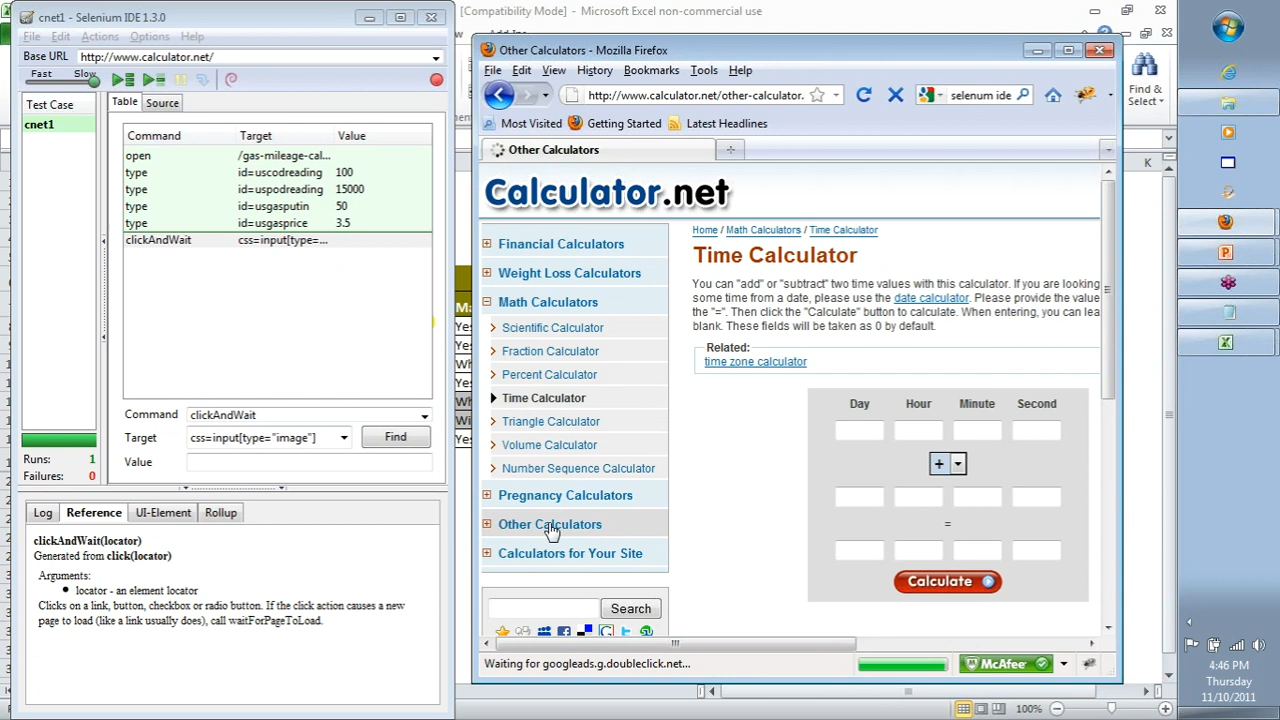 cnet1 - Selenium IDE 1.3.0
File Edit Actions Options Help
Base URL http://www.calculator.net/
Fast Slow
Test Case
cnet1
Table Source
Command Target Value
open /gas-mileage-cal...
type id=uscodreading 100
type id=uspodreading 15000
type id=usgasputin 50
type id=usgasprice 3.5
clickAndWait css=input[type=...
Command clickAndWait
Target css=input[type="image"] Find
Value
Runs: 1
Failures: 0
Log Reference UI-Element Rollup
clickAndWait(locator)
Generated from click(locator)
Arguments:
locator - an element locator
Clicks on a link, button, checkbox or radio button. If the click action causes a new
page to load (like a link usually does), call waitForPageToLoad.
[Compatibility Mode] - Microsoft Excel non-commercial use
Find &
Select
K
100%
Other Calculators - Mozilla Firefox
File Edit View History Bookmarks Tools Help
http://www.calculator.net/other-calculator. selenium ide
Most Visited Getting Started Latest Headlines
Other Calculators
Calculator.net
Financial Calculators
Weight Loss Calculators
Math Calculators
Scientific Calculator
Fraction Calculator
Percent Calculator
Time Calculator
Triangle Calculator
Volume Calculator
Number Sequence Calculator
Pregnancy Calculators
Other Calculators
Calculators for Your Site
Search
Home / Math Calculators / Time Calculator
Time Calculator
You can "add" or "subtract" two time values with this calculator. If you are looking
some time from a date, please use the date calculator. Please provide the value
the "=". Then click the "Calculate" button to calculate. When entering, you can lea
blank. These fields will be taken as 0 by default.
Related:
time zone calculator
Day Hour Minute Second
+
=
Calculate
Waiting for googleads.g.doubleclick.net...
McAfee
4:46 PM
Thursday
11/10/2011